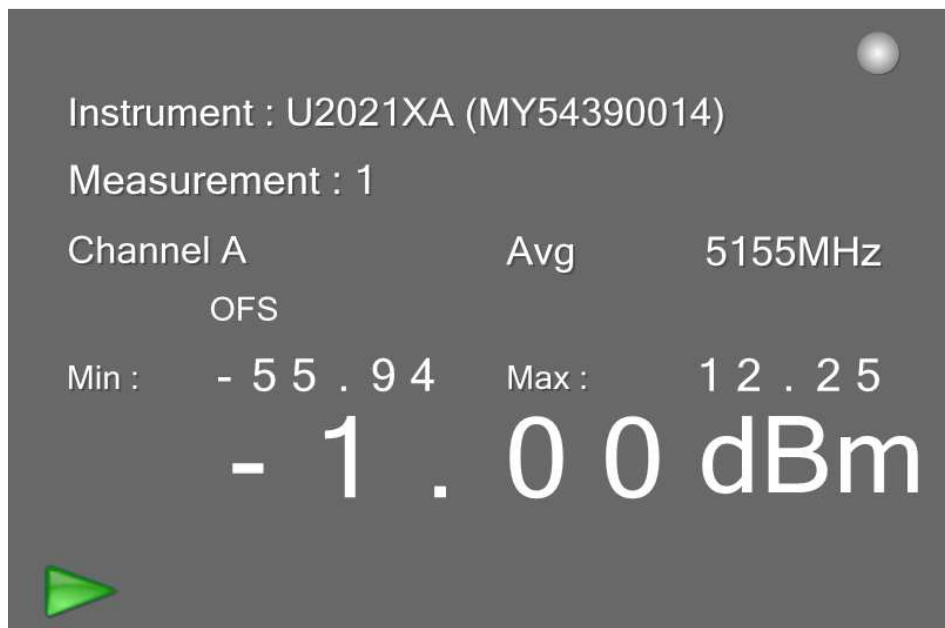 Instrument : U2021XA (MY54390014)
Measurement : 1
Channel A Avg 5155MHz
OFS
Min : -55.94 Max : 12.25
-1.00 dBm